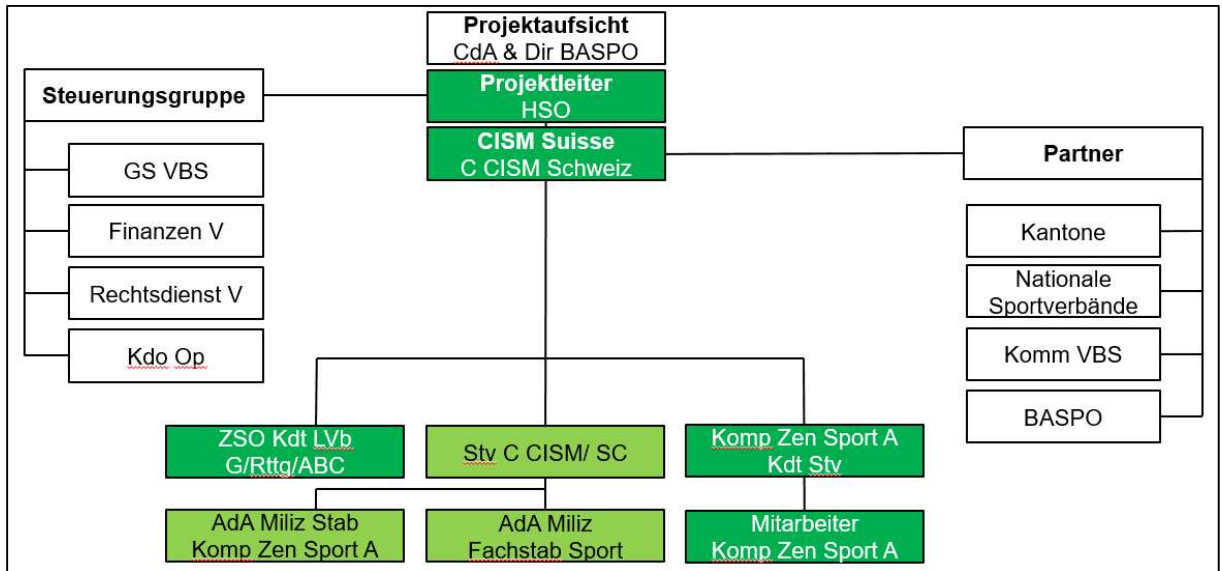 Projektaufsicht
CdA & Dir BASPO
Projektleiter
HSO
CISM Suisse
C CISM Schweiz
Steuerungsgruppe
GS VBS
Finanzen V
Rechtsdienst V
Kdo Op
Partner
Kantone
Nationale
Sportverbände
Komm VBS
BASPO
ZSO Kdt LVb
G/Rttg/ABC
Stv C CISM/ SC
Komp Zen Sport A
Kdt Stv
AdA Miliz Stab
Komp Zen Sport A
AdA Miliz
Fachstab Sport
Mitarbeiter
Komp Zen Sport A